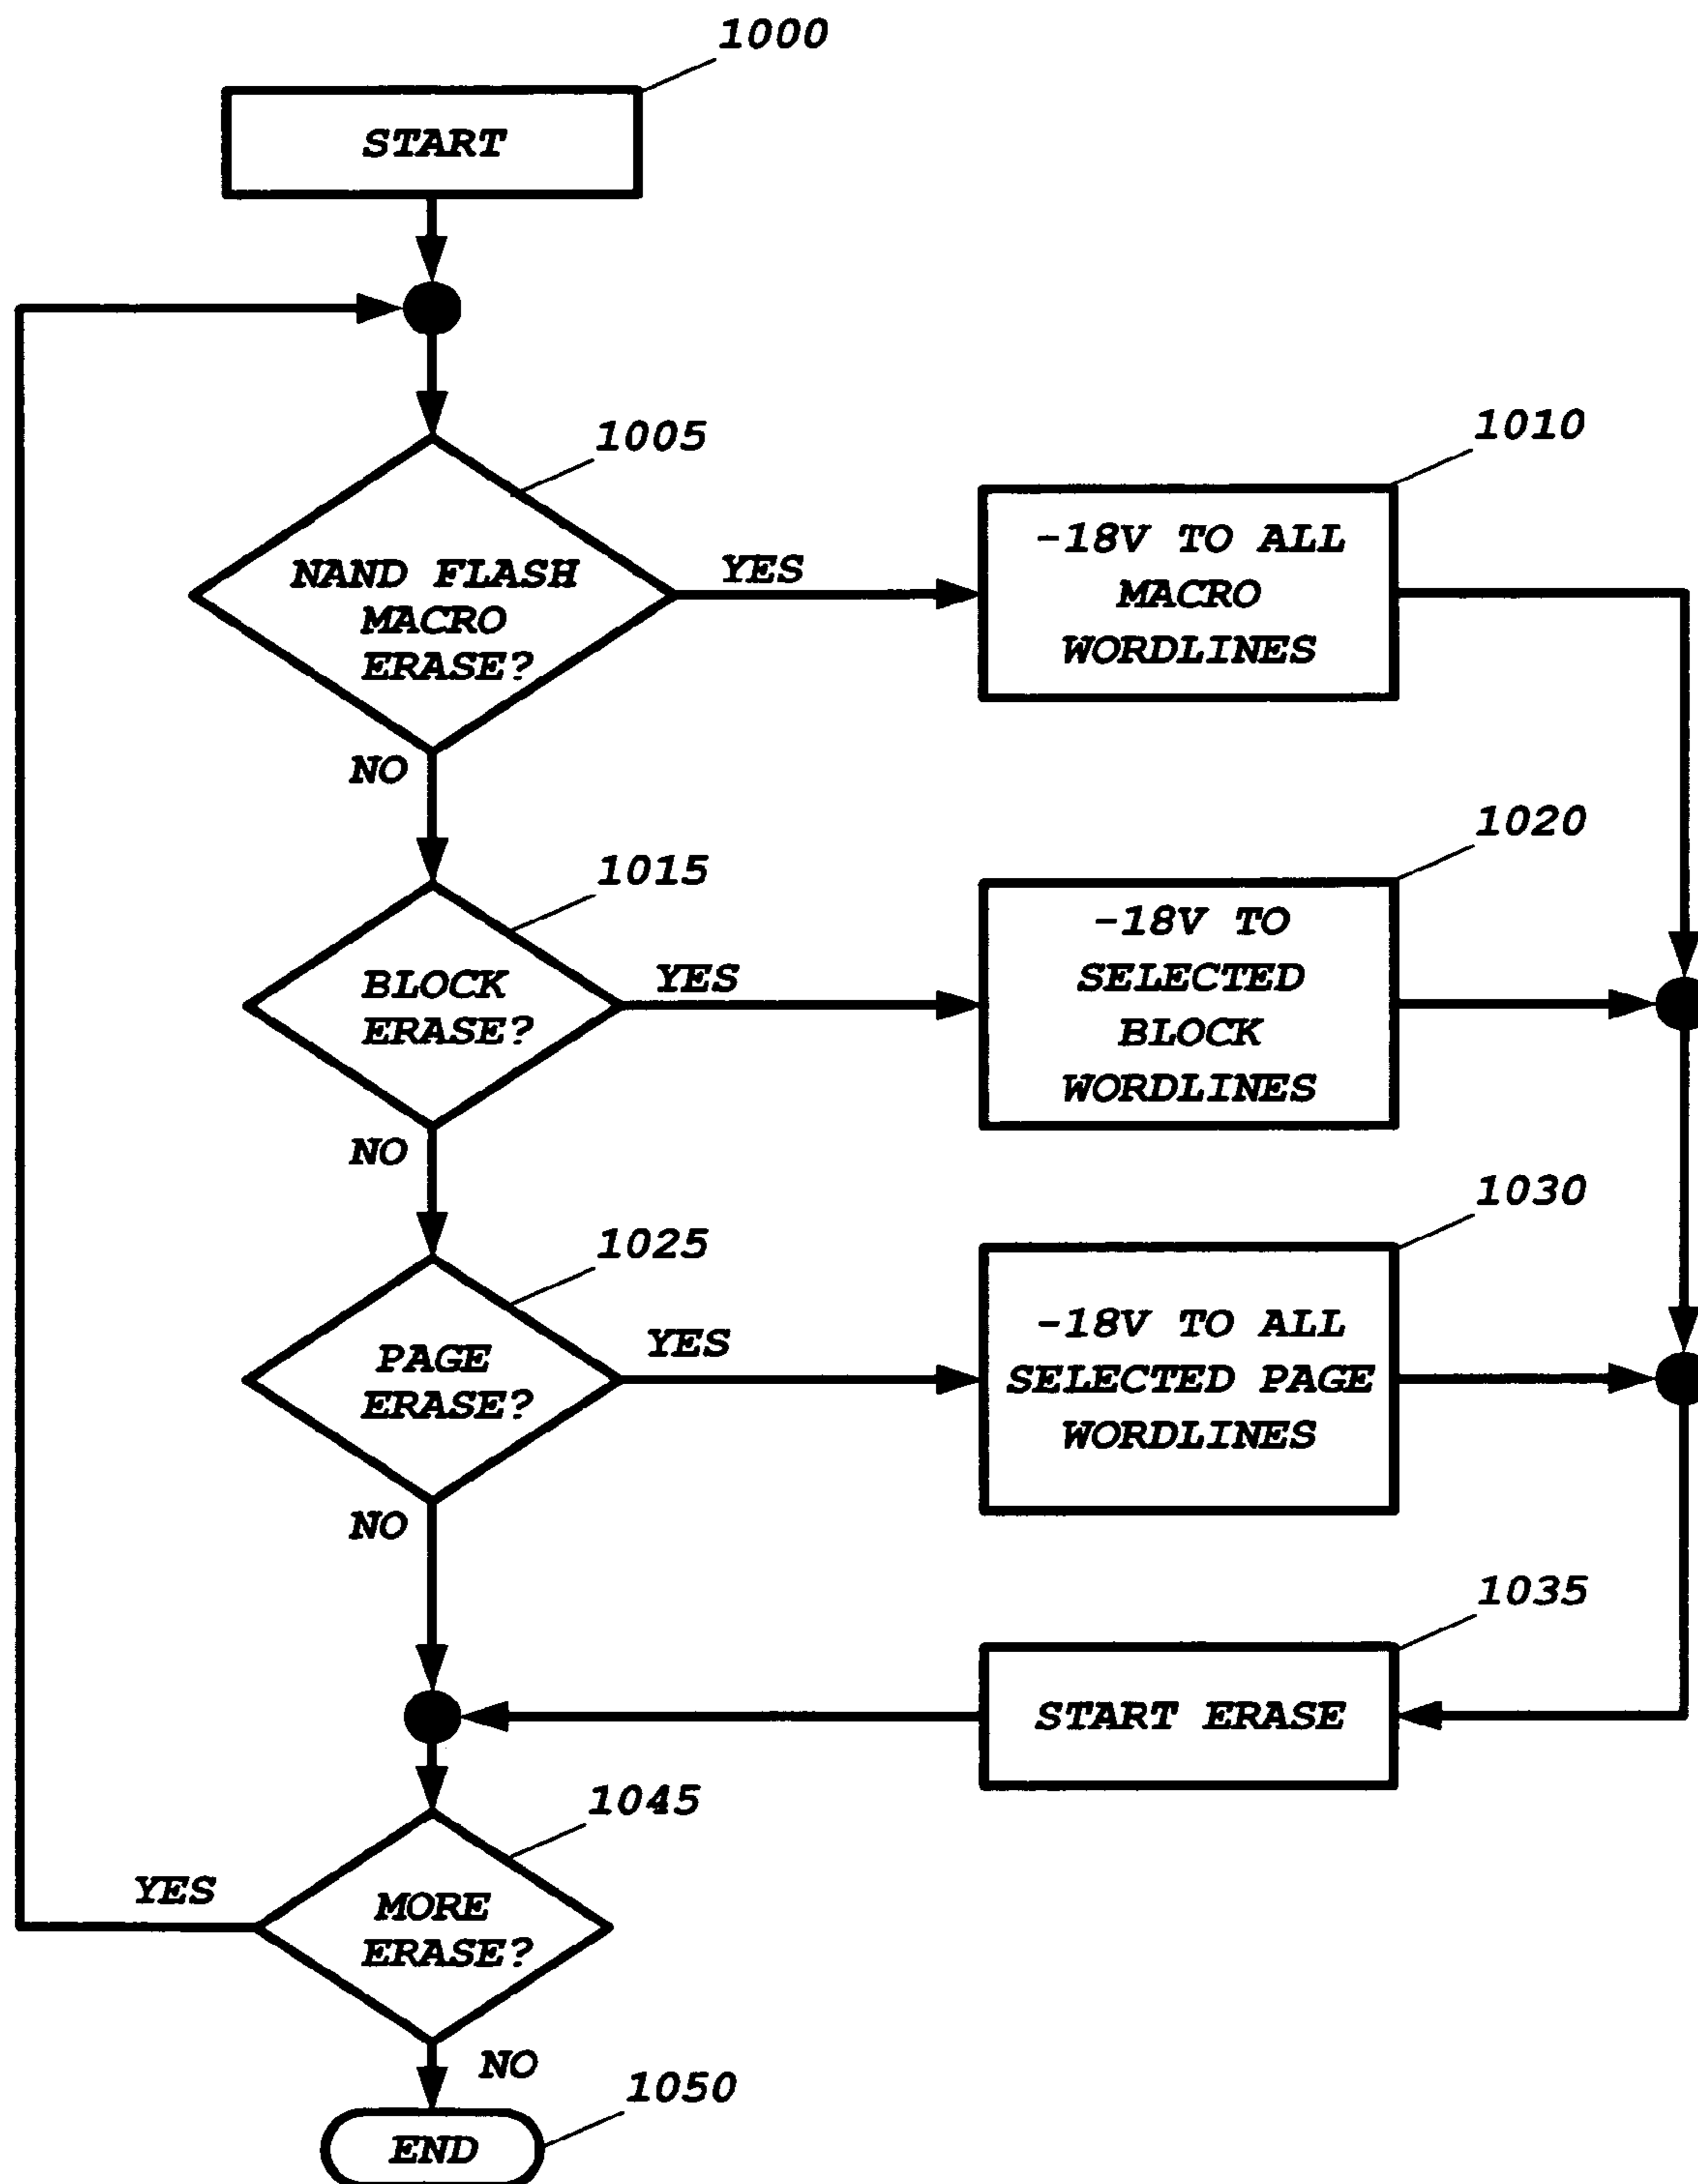 1000
START
1005
NAND FLASH
MACRO
ERASE?
YES
NO
1010
-18V TO ALL
MACRO
WORDLINES
1015
BLOCK
ERASE?
YES
NO
1020
-18V TO
SELECTED
BLOCK
WORDLINES
1025
PAGE
ERASE?
YES
NO
1030
-18V TO ALL
SELECTED PAGE
WORDLINES
1035
START ERASE
1045
MORE
ERASE?
YES
NO
1050
END